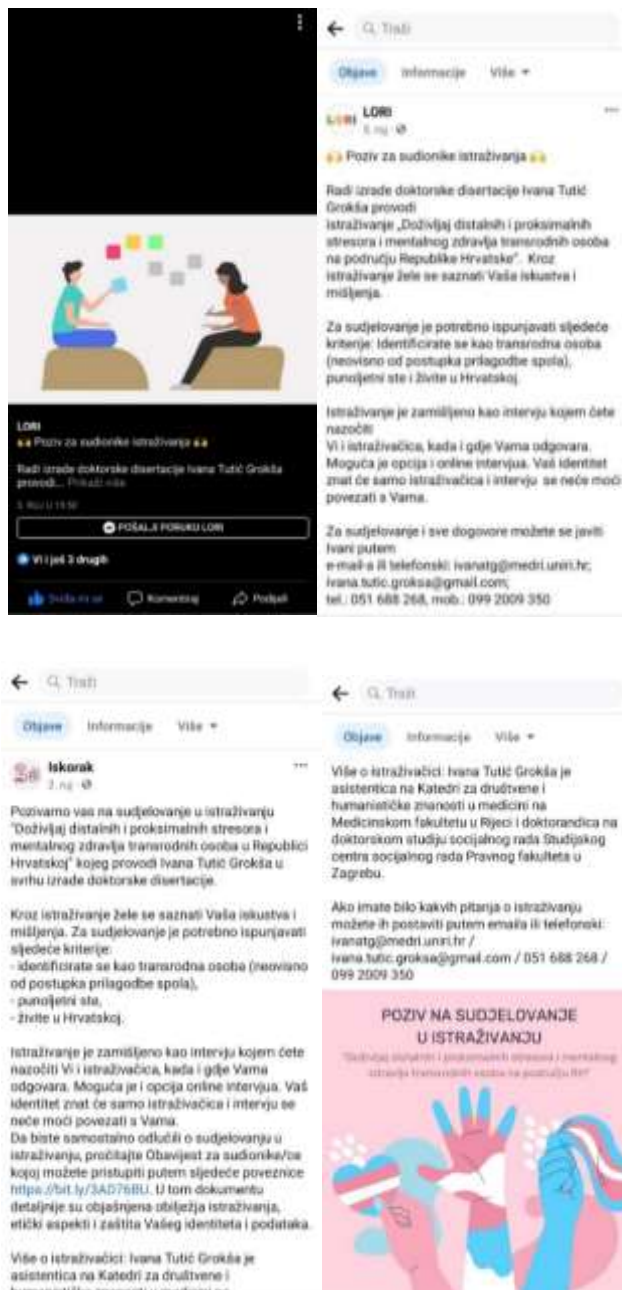 LORI
Poziv za sudionike istraživanja
Radi izrade doktorske disertacije Ivana Tutić Grokša
provodi... Prikaži više
POŠALJI PORUKU LORI
Vi i još 3 drugih
Sviđa mi se Komentiraj Podijeli
Traži
Objave Informacije Više
LORI
Poziv za sudionike istraživanja
Radi izrade doktorske disertacije Ivana Tutić
Grokša provodi
istraživanje „Doživljaj distalnih i proksimalnih
stresora i mentalnog zdravlja transrodnih osoba
na području Republike Hrvatske". Kroz
istraživanje žele se saznati Vaša iskustva i
mišljenja.
Za sudjelovanje je potrebno ispunjavati sljedeće
kriterije: Identificirate se kao transrodna osoba
(neovisno od postupka prilagodbe spola),
punoljetni ste i živite u Hrvatskoj.
Istraživanje je zamišljeno kao intervju kojem ćete
nazočiti
Vi i istraživačica, kada i gdje Vama odgovara.
Moguća je opcija i online intervjua. Vaš identitet
znat će samo istraživačica i intervju se neće moći
povezati s Vama.
Za sudjelovanje i sve dogovore možete se javiti
Ivani putem
e-mail-a ili telefonski: ivanatg@medri.uniri.hr;
ivana.tutic.groksa@gmail.com;
tel.: 051 688 268, mob.: 099 2009 350
Traži
Objave Informacije Više
Iskorak
Pozivamo vas na sudjelovanje u istraživanju
"Doživljaj distalnih i proksimalnih stresora i
mentalnog zdravlja transrodnih osoba u Republici
Hrvatskoj" kojeg provodi Ivana Tutić Grokša u
svrhu izrade doktorske disertacije.
Kroz istraživanje žele se saznati Vaša iskustva i
mišljenja. Za sudjelovanje je potrebno ispunjavati
sljedeće kriterije:
- identificirate se kao transrodna osoba (neovisno
od postupka prilagodbe spola),
- punoljetni ste,
- živite u Hrvatskoj.
Istraživanje je zamišljeno kao intervju kojem ćete
nazočiti Vi i istraživačica, kada i gdje Vama
odgovara. Moguća je opcija online intervjua. Vaš
identitet znat će samo istraživačica i intervju se
neće moći povezati s Vama.
Da biste samostalno odlučili o sudjelovanju u
istraživanju, pročitajte Obavijest za sudionike/ce
kojoj možete pristupiti putem sljedeće poveznice
https://bit.ly/3AD76BU. U tom dokumentu
detaljnije su objašnjena obilježja istraživanja,
etički aspekti i zaštita Vašeg identiteta i podataka.
Više o istraživačici: Ivana Tutić Grokša je
asistentica na Katedri za društvene i
Traži
Objave Informacije Više
Više o istraživačici: Ivana Tutić Grokša je
asistentica na Katedri za društvene i
humanističke znanosti u medicini na
Medicinskom fakultetu u Rijeci i doktorandica na
doktorskom studiju socijalnog rada Studijskog
centra socijalnog rada Pravnog fakulteta u
Zagrebu.
Ako imate bilo kakvih pitanja o istraživanju
možete ih postaviti putem emaila ili telefonski:
ivanatg@medri.uniri.hr /
ivana.tutic.groksa@gmail.com / 051 688 268 /
099 2009 350
POZIV NA SUDJELOVANJE
U ISTRAŽIVANJU
"Doživljaj distalnih i proksimalnih stresora i mentalnog
zdravlja transrodnih osoba na području RH"